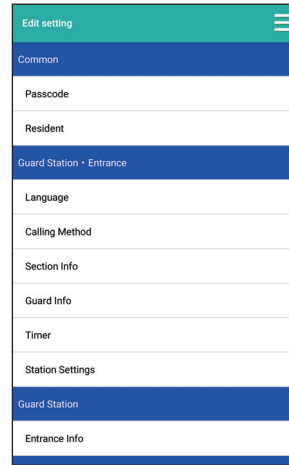 Edit setting
Common
Passcode
Resident
Guard Station・Entrance
Language
Calling Method
Section Info
Guard Info
Timer
Station Settings
Guard Station
Entrance Info